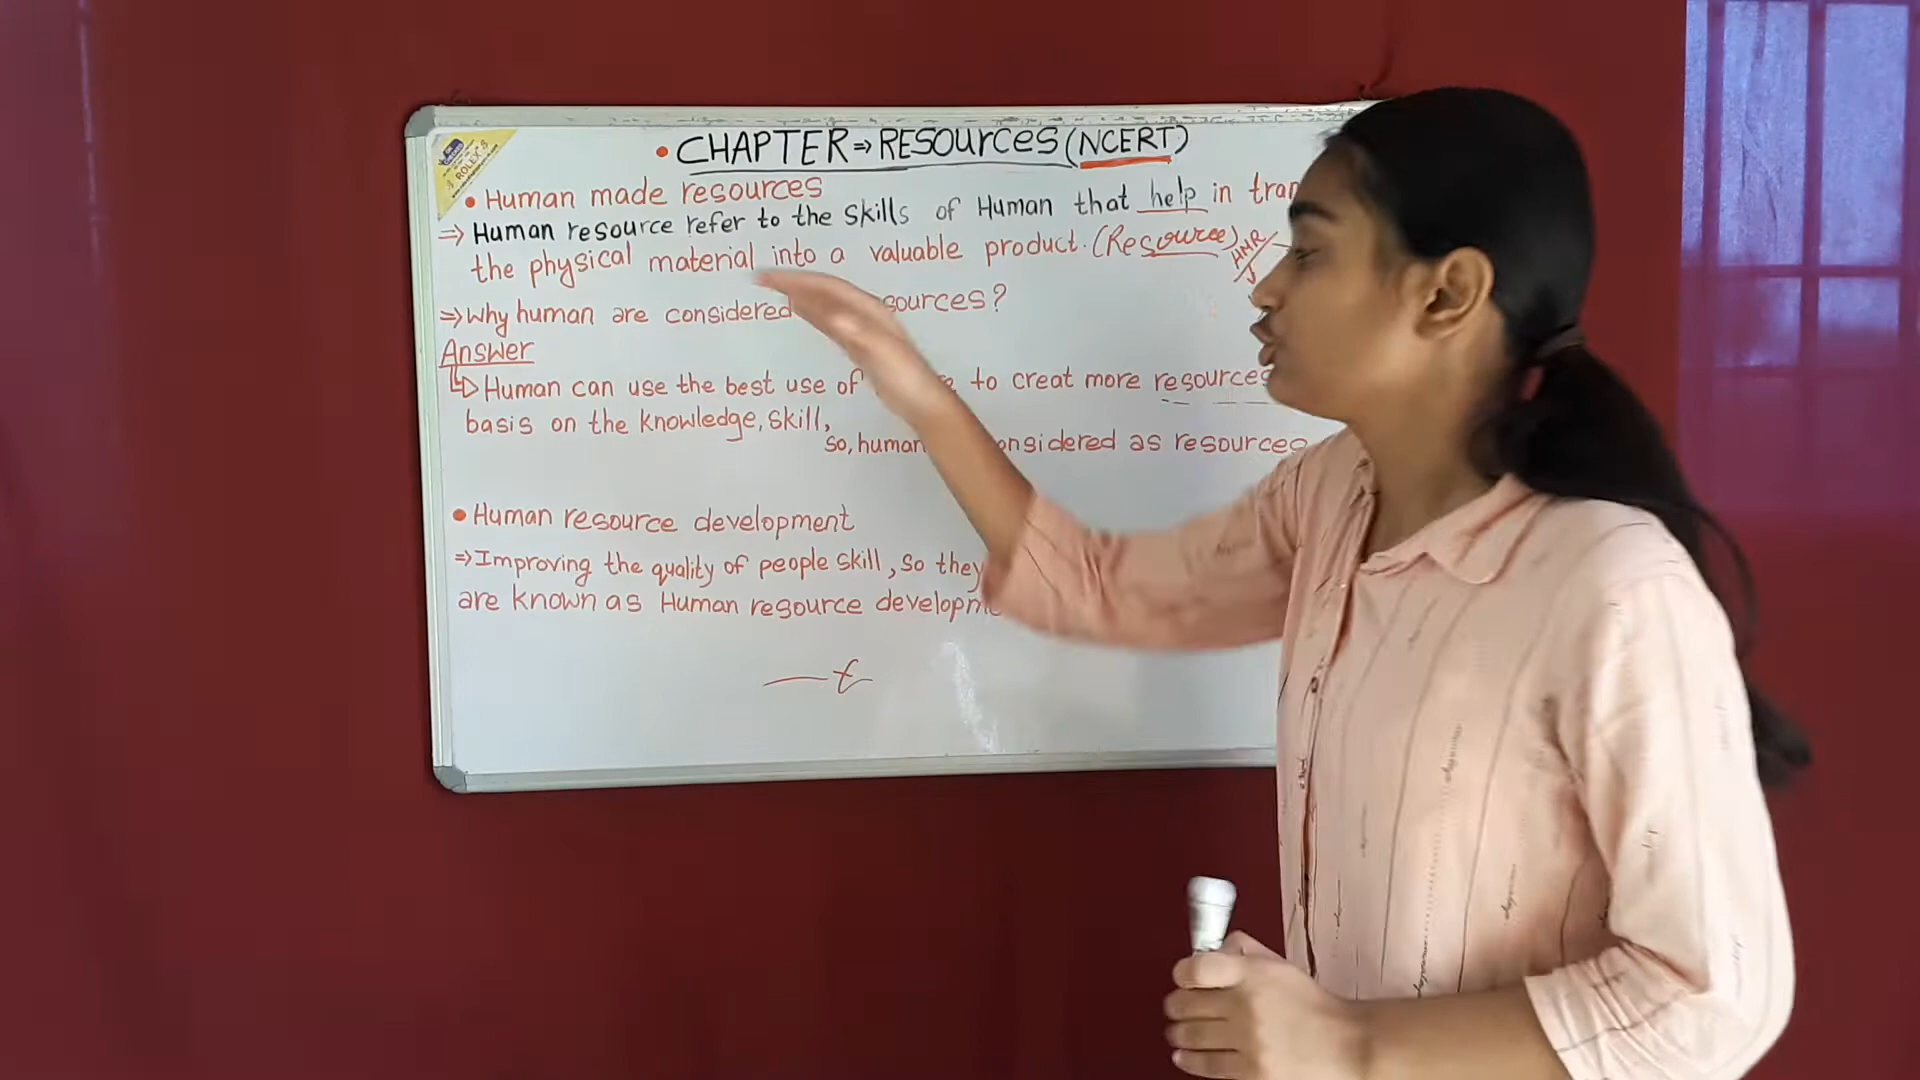 • CHAPTER ⇒ RESOURCES (NCERT)
• Human made resources
⇒ Human resource refer to the skills of Human that help in
the physical material into a valuable product. (Resource)
⇒ Why human are considered resources?
Answer
Human can use the best use of to creat more resources
basis on the knowledge, skill,
so, human considered as resources
• Human resource development
⇒ Improving the quality of people skill, so they
are known as Human resource
ROLEX